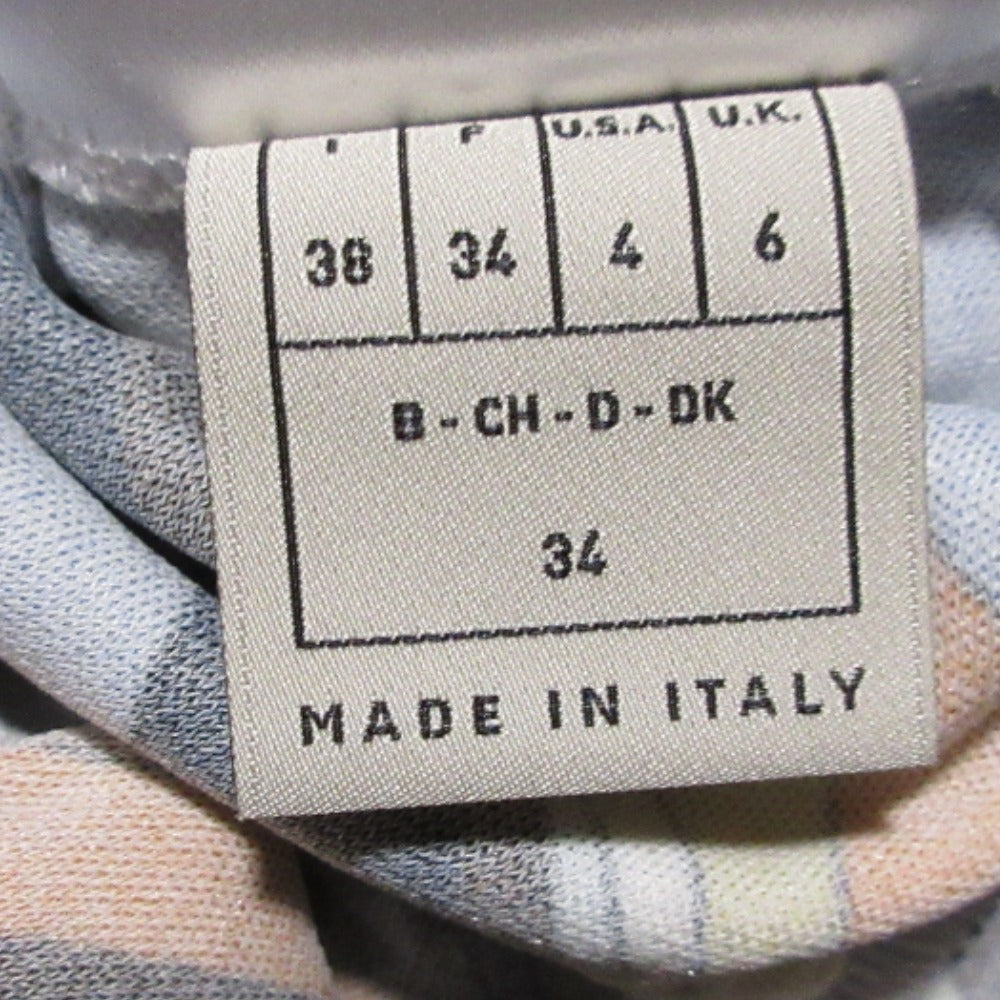 I F U.S.A. U.K.
38 34 4 6
B - CH - D - DK
34
MADE IN ITALY